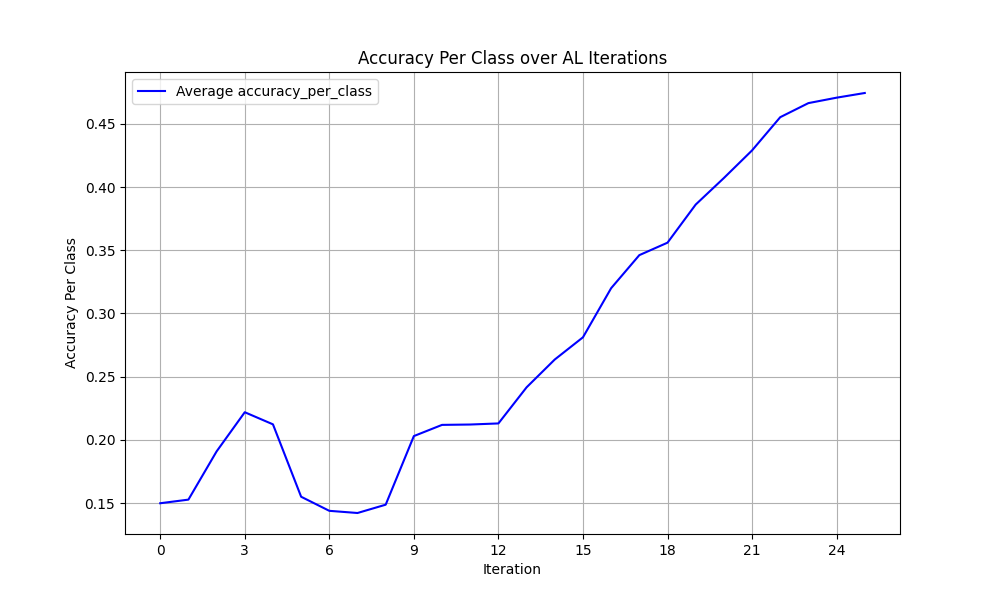 Accuracy Per Class over AL Iterations
Average accuracy_per_class
Accuracy Per Class
0.45
0.40
0.35
0.30
0.25
0.20
0.15
0 3 6 9 12 15 18 21 24
Iteration